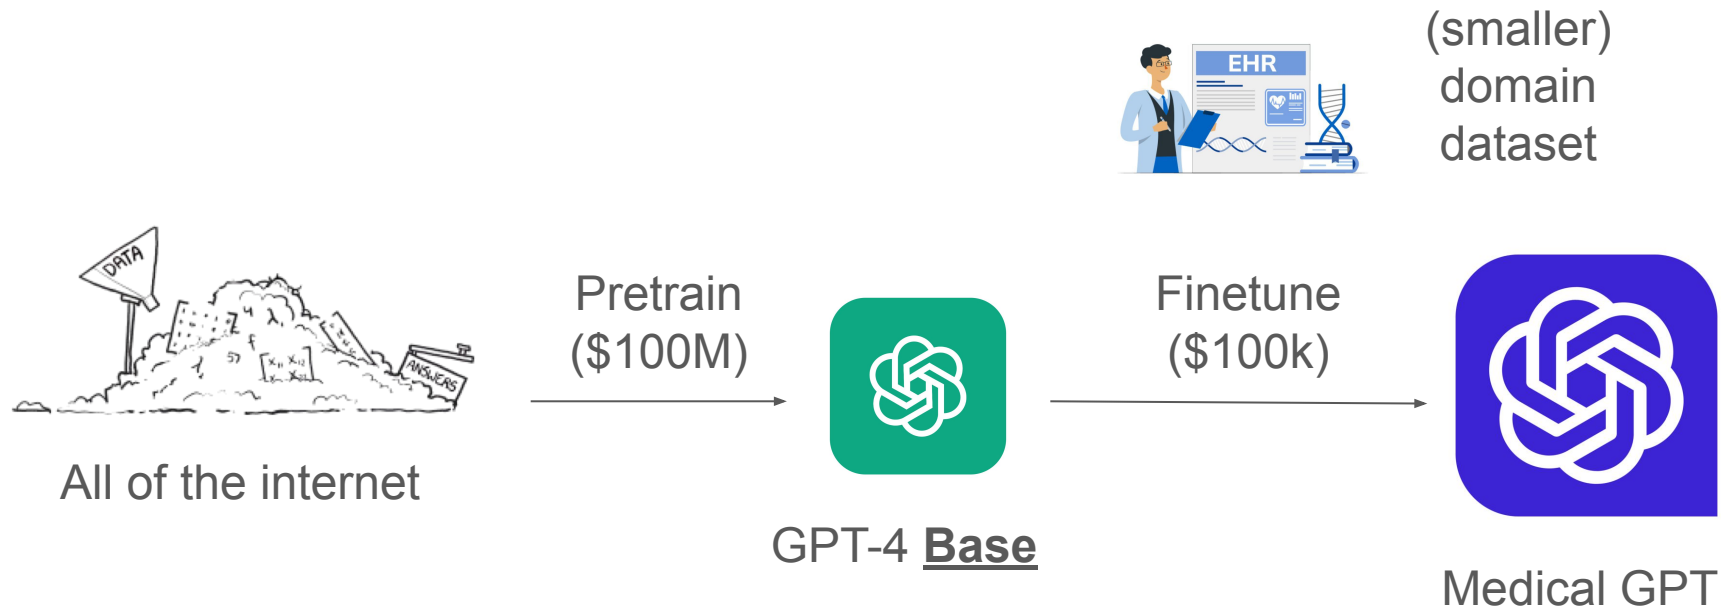 (smaller)
domain
dataset
EHR
DATA
ANSWERS
All of the internet
Pretrain
($100M)
GPT-4 Base
Finetune
($100k)
Medical GPT